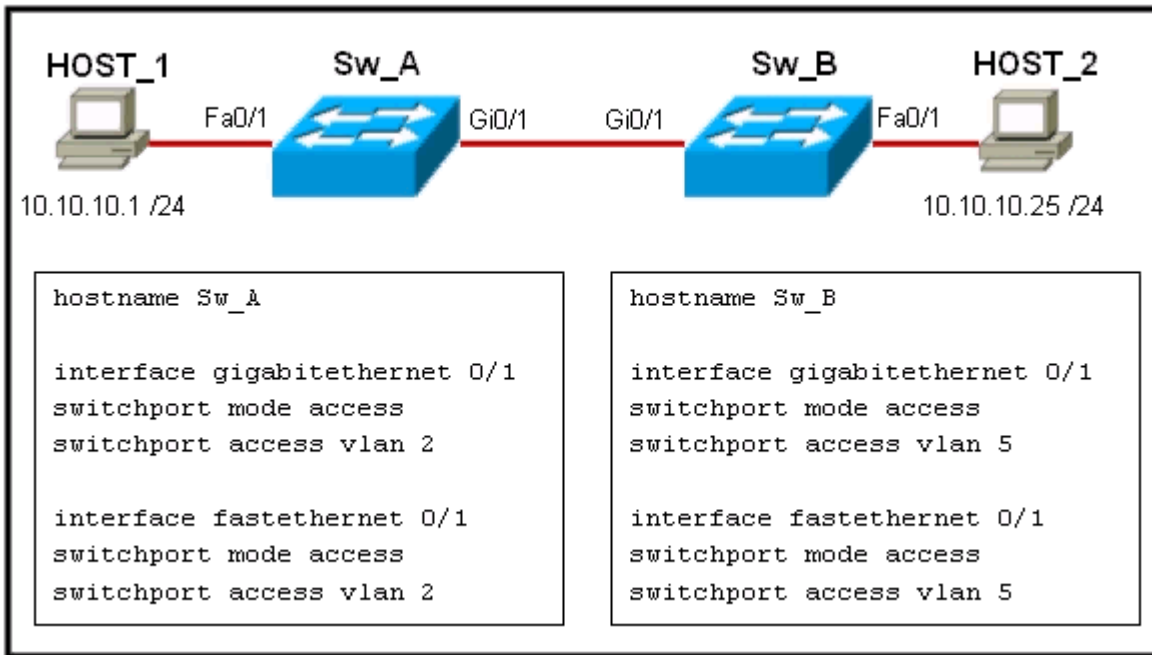 HOST_1
Sw_A
Sw_B
HOST_2
Fa0/1
Gi0/1
Gi0/1
Fa0/1
10.10.10.1 /24
10.10.10.25 /24
hostname Sw_A
interface gigabitethernet 0/1
switchport mode access
switchport access vlan 2
interface fastethernet 0/1
switchport mode access
switchport access vlan 2
hostname Sw_B
interface gigabitethernet 0/1
switchport mode access
switchport access vlan 5
interface fastethernet 0/1
switchport mode access
switchport access vlan 5